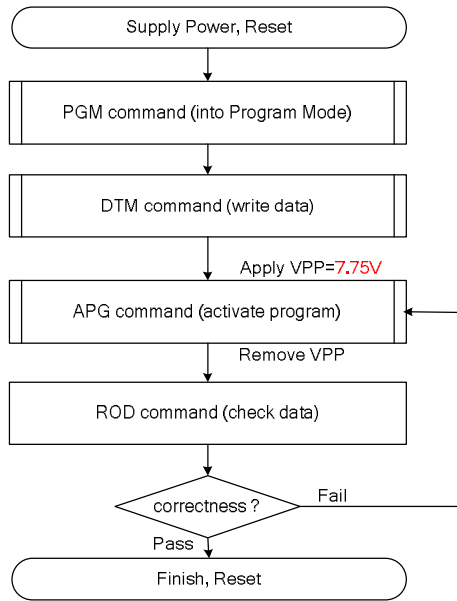 Supply Power, Reset
PGM command (into Program Mode)
DTM command (write data)
Apply VPP=7.75V
APG command (activate program)
Remove VPP
ROD command (check data)
correctness ?
Fail
Pass
Finish, Reset